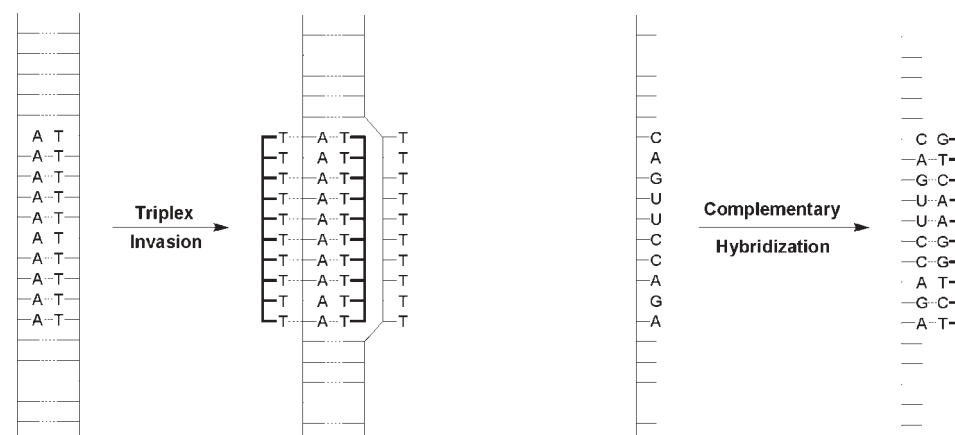 A T
A T
A T
A T
A T
A T
A T
A T
A T
A T
Triplex
Invasion
T A T T
T A T T
T A T T
T A T T
T A T T
T A T T
T A T T
T A T T
T A T T
T A T T
C
A
G
U
U
C
C
A
G
A
Complementary
Hybridization
C G
A T
G C
U A
U A
C G
C G
A T
G C
A T